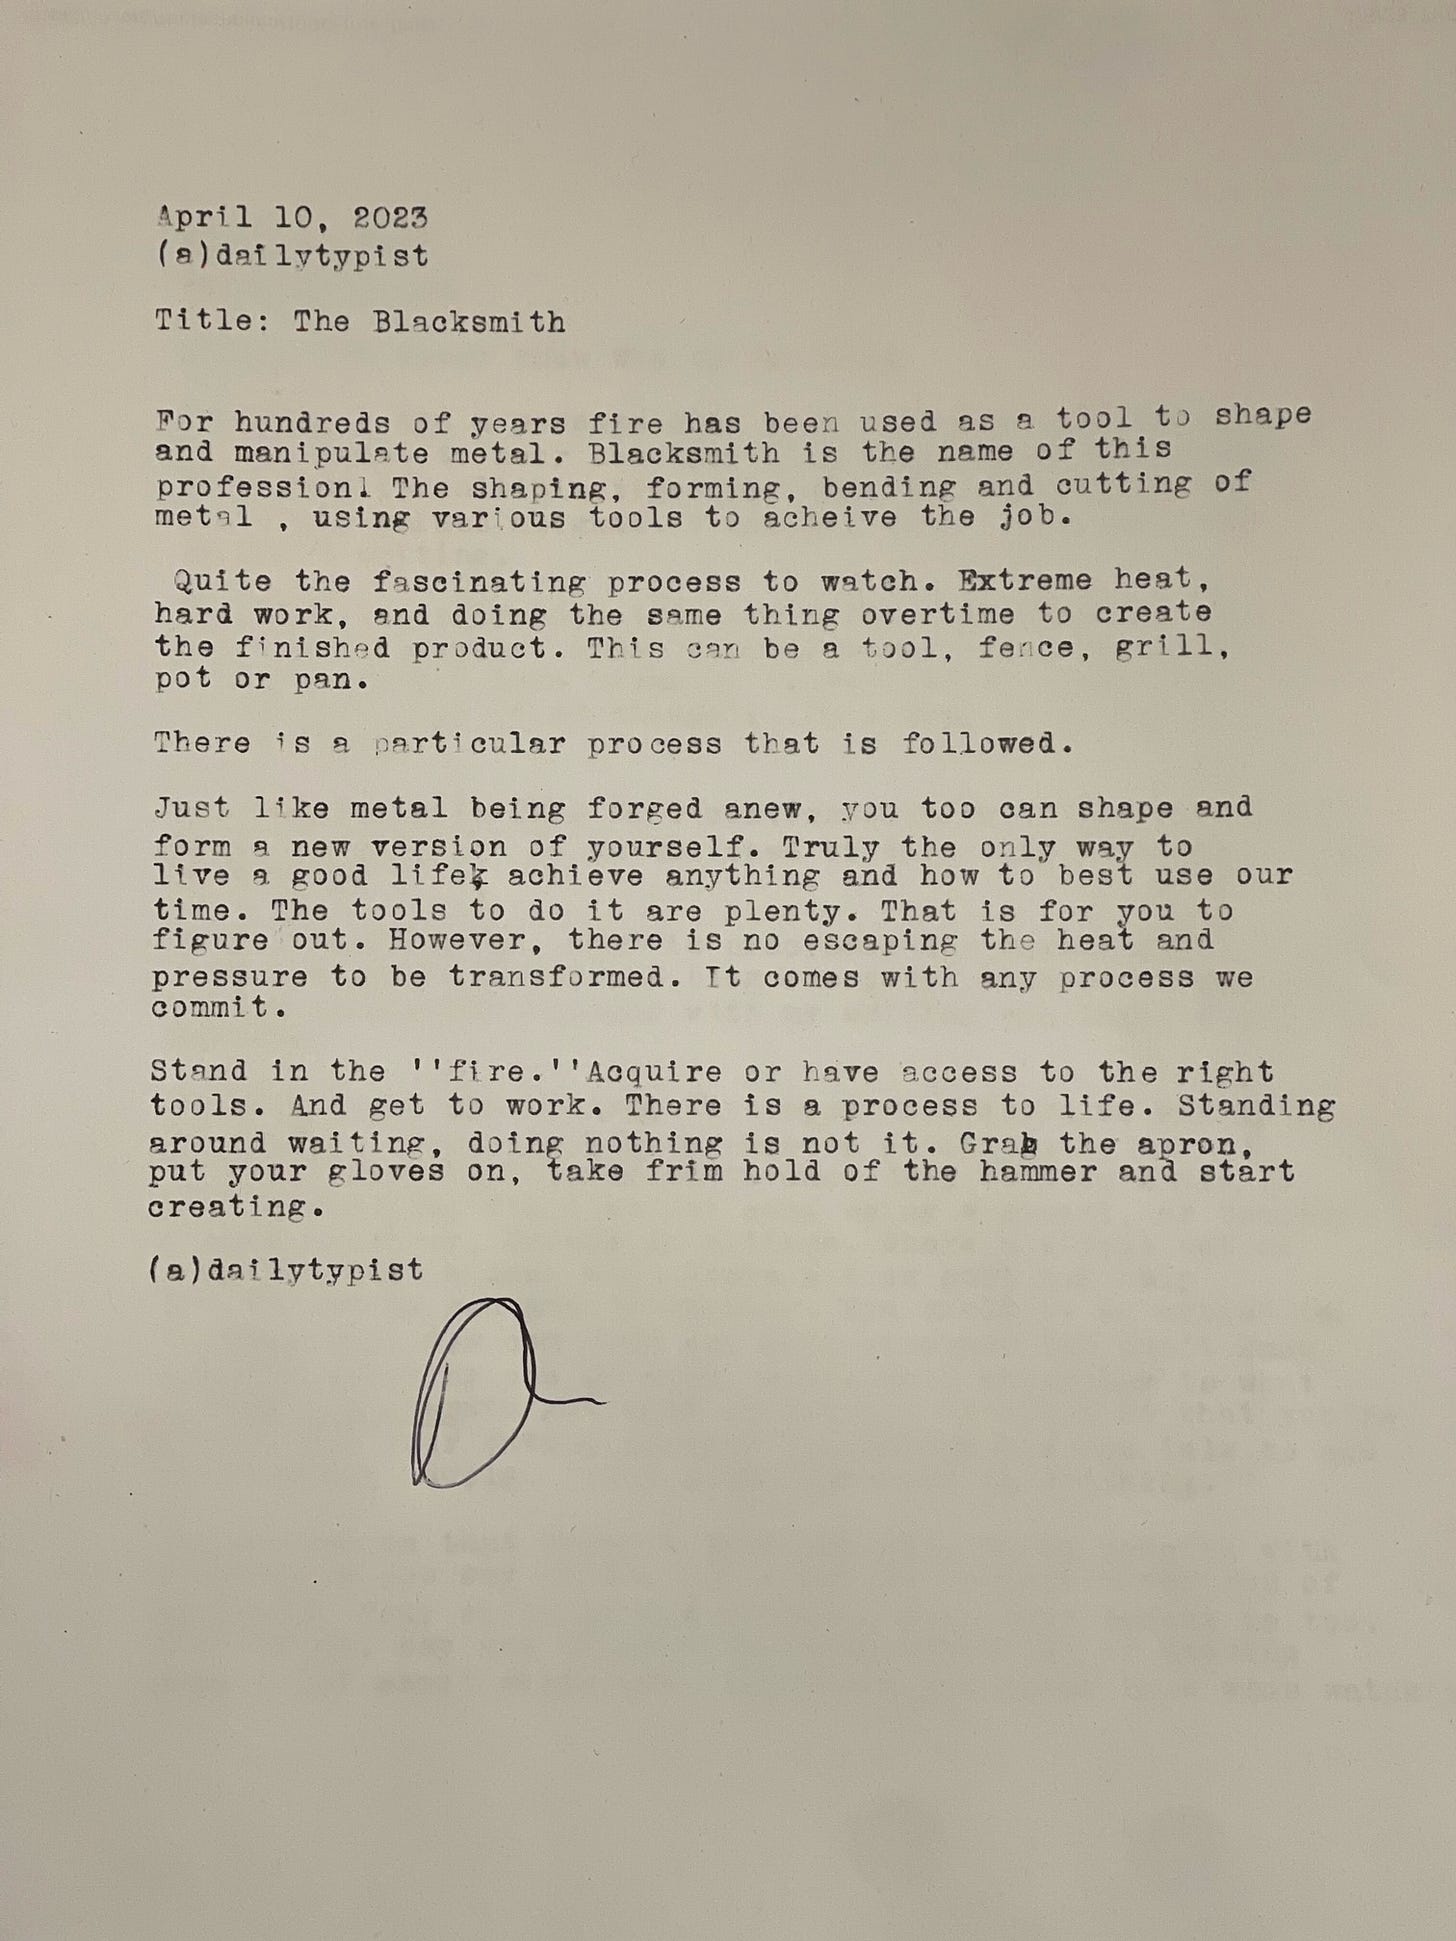 April 10, 2023
(a)dailytypist
Title: The Blacksmith
For hundreds of years fire has been used as a tool to shape
and manipulate metal. Blacksmith is the name of this
profession. The shaping, forming, bending and cutting of
metal , using various tools to acheive the job.
Quite the fascinating process to watch. Extreme heat,
hard work, and doing the same thing overtime to create
the finished product. This can be a tool, fence, grill,
pot or pan.
There is a particular process that is followed.
Just like metal being forged anew, you too can shape and
form a new version of yourself. Truly the only way to
live a good life, achieve anything and how to best use our
time. The tools to do it are plenty. That is for you to
figure out. However, there is no escaping the heat and
pressure to be transformed. It comes with any process we
commit.
Stand in the ''fire.''Acquire or have access to the right
tools. And get to work. There is a process to life. Standing
around waiting, doing nothing is not it. Grab the apron,
put your gloves on, take frim hold of the hammer and start
creating.
(a)dailytypist